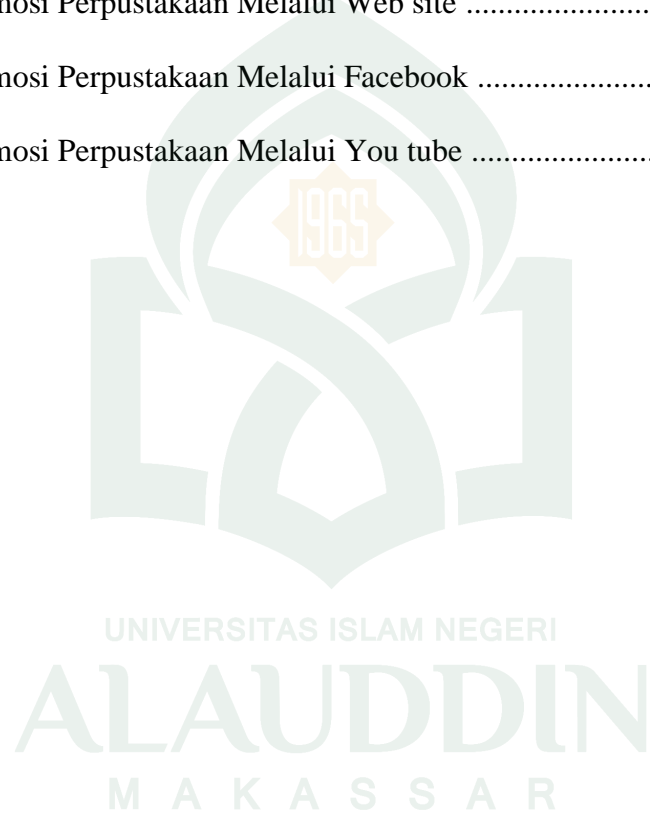 mosi Perpustakaan Melalui Web site ......................
mosi Perpustakaan Melalui Facebook ....................
mosi Perpustakaan Melalui You tube .....................
1965
UNIVERSITAS ISLAM NEGERI
ALAUDDIN
MAKASSAR